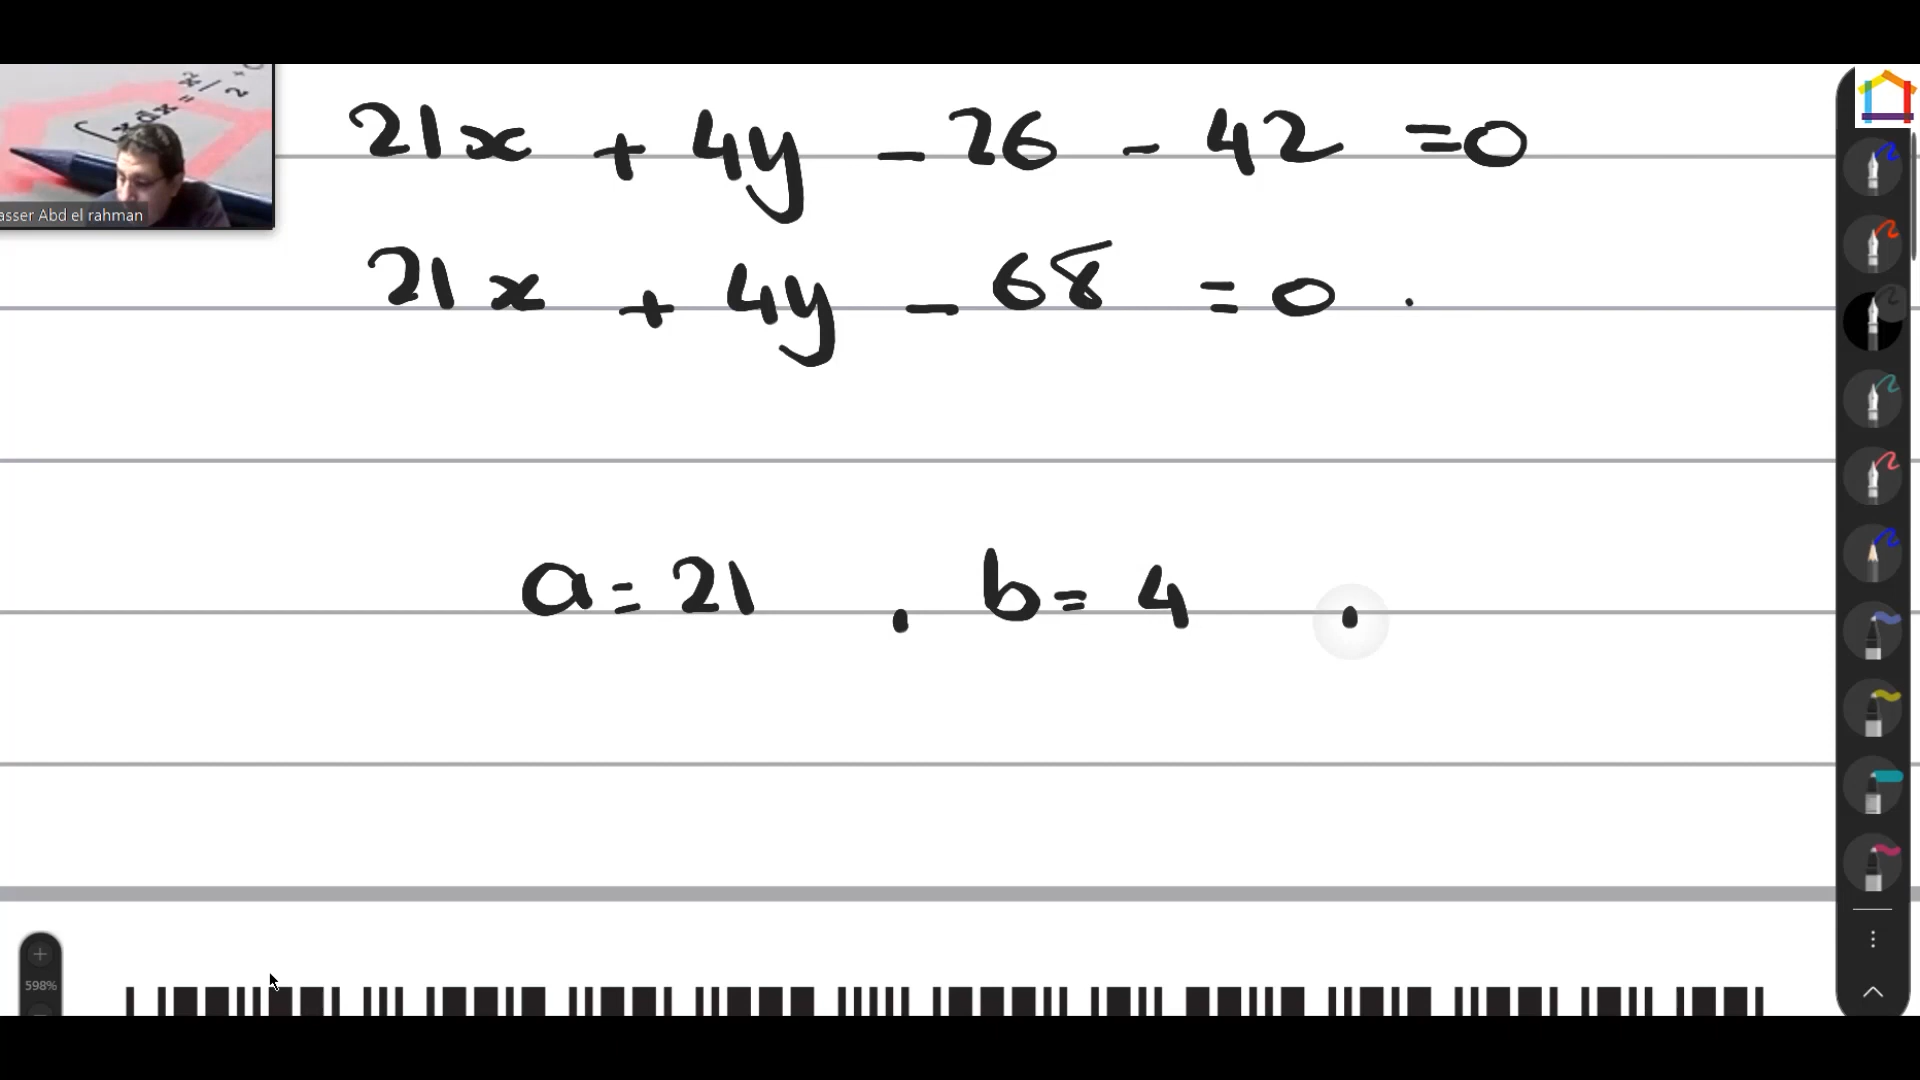 21x + 4y - 26 - 42 = 0
asser Abd el rahman
21x + 4y - 68 = 0 .
a = 21 , b = 4 .
598%